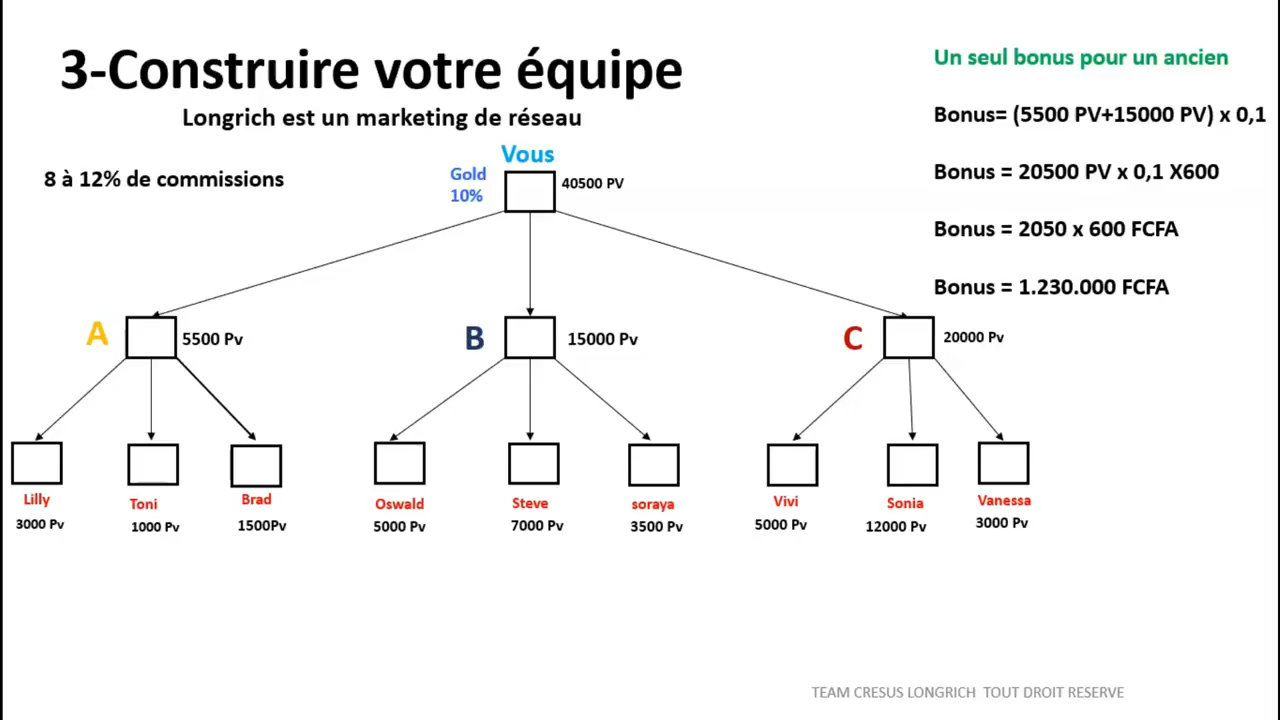 3-Construire votre équipe
Longrich est un marketing de réseau
8 à 12% de commissions
Un seul bonus pour un ancien
Bonus= (5500 PV+15000 PV) x 0,1
Bonus = 20500 PV x 0,1 X600
Bonus = 2050 x 600 FCFA
Bonus = 1.230.000 FCFA
Vous
Gold
10%
40500 PV
A
5500 Pv
B
15000 Pv
C
20000 Pv
Lilly
3000 Pv
Toni
1000 Pv
Brad
1500Pv
Oswald
5000 Pv
Steve
7000 Pv
soraya
3500 Pv
Vivi
5000 Pv
Sonia
12000 Pv
Vanessa
3000 Pv
TEAM CRESUS LONGRICH TOUT DROIT RESERVE